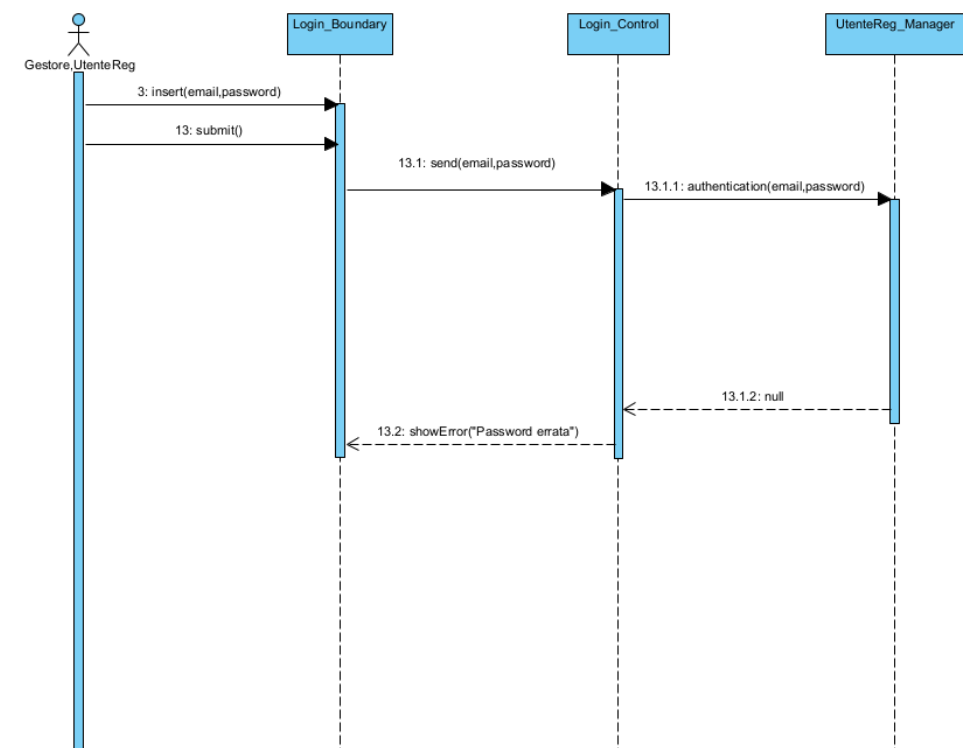 Login_Boundary
Login_Control
UtenteReg_Manager
Gestore,UtenteReg
3: insert(email,password)
13: submit()
13.1: send(email,password)
13.1.1: authentication(email,password)
13.1.2: null
13.2: showError("Password errata")